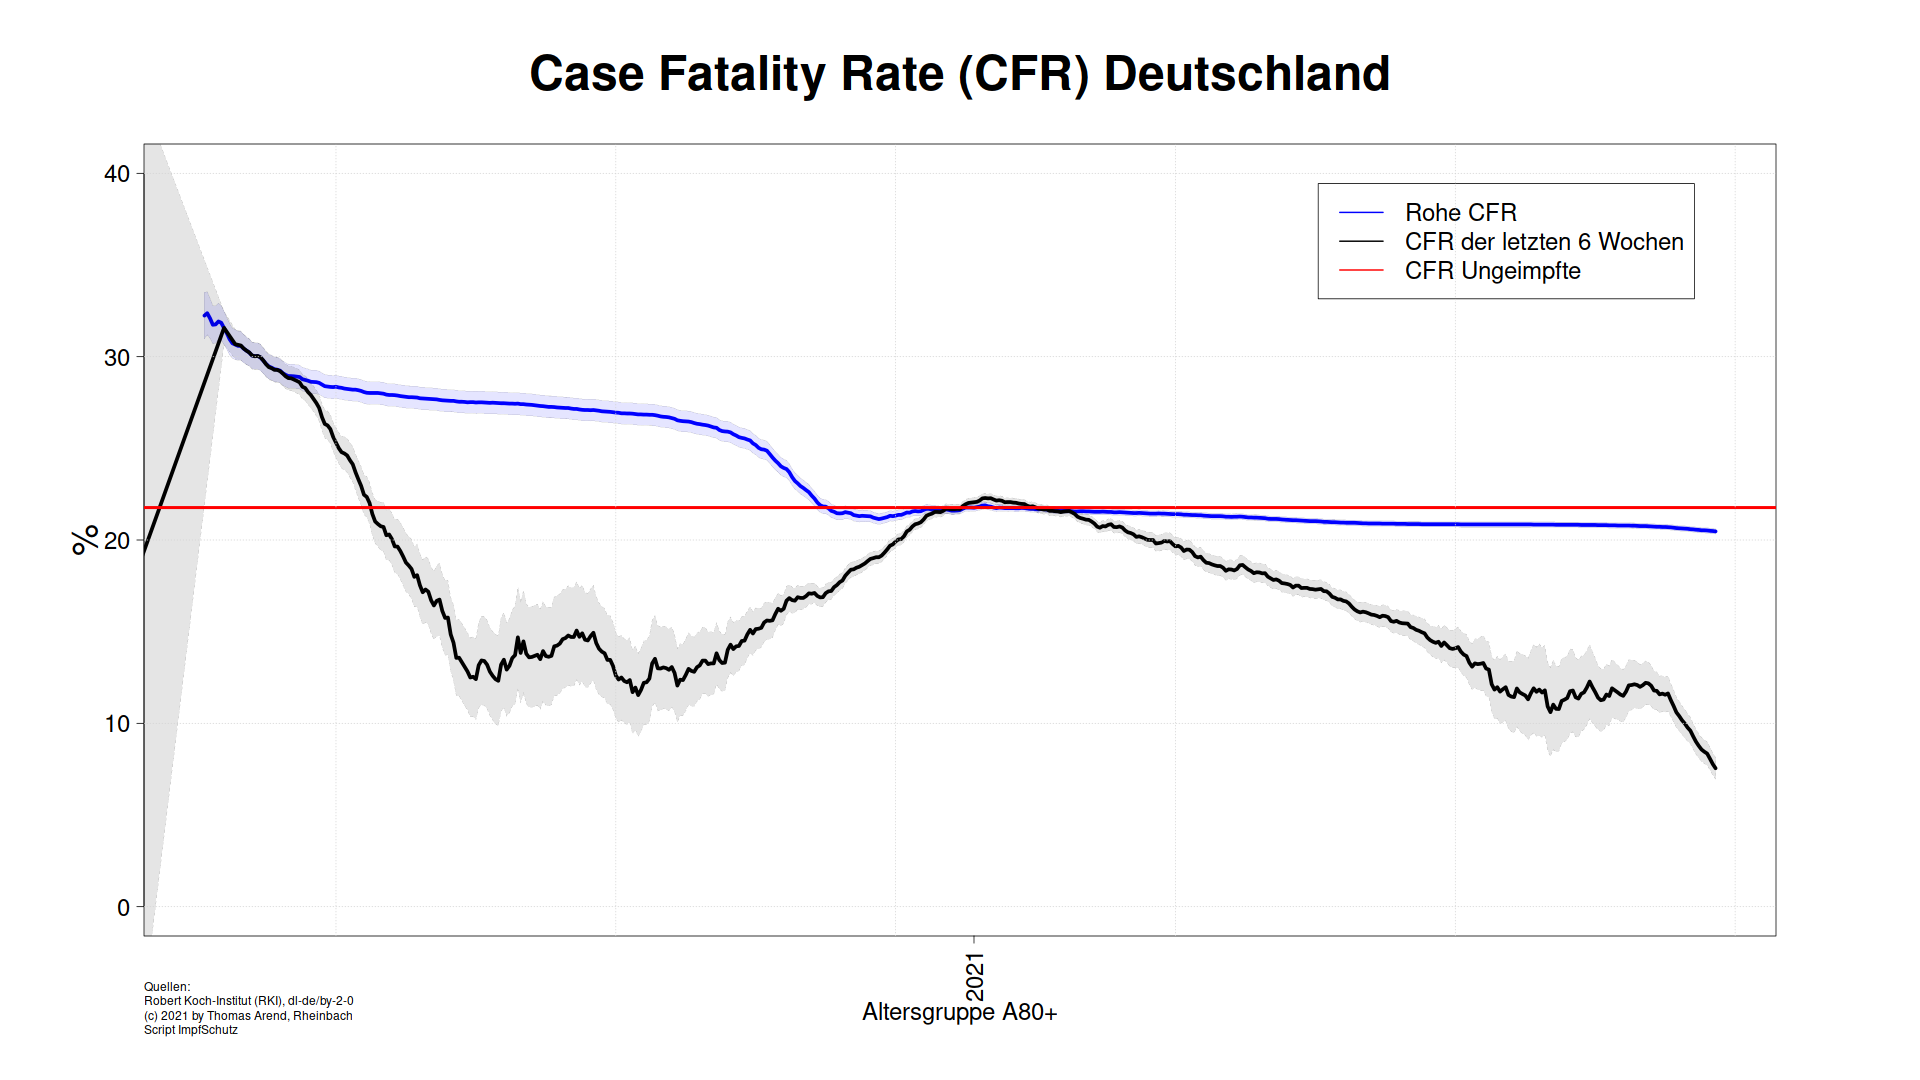 Case Fatality Rate (CFR) Deutschland
40
30
20
10
0
%
Rohe CFR
CFR der letzten 6 Wochen
CFR Ungeimpfte
2021
Altersgruppe A80+
Quellen:
Robert Koch-Institut (RKI), dl-de/by-2-0
(c) 2021 by Thomas Arend, Rheinbach
Script ImpfSchutz